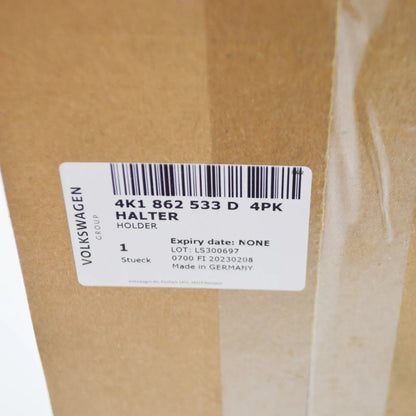 VOLKSWAGEN
GROUP
4K1 862 533 D 4PK
HALTER
HOLDER
1
Stueck
Expiry date: NONE
LOT: LS300697
0700 FI 20230208
Made in GERMANY